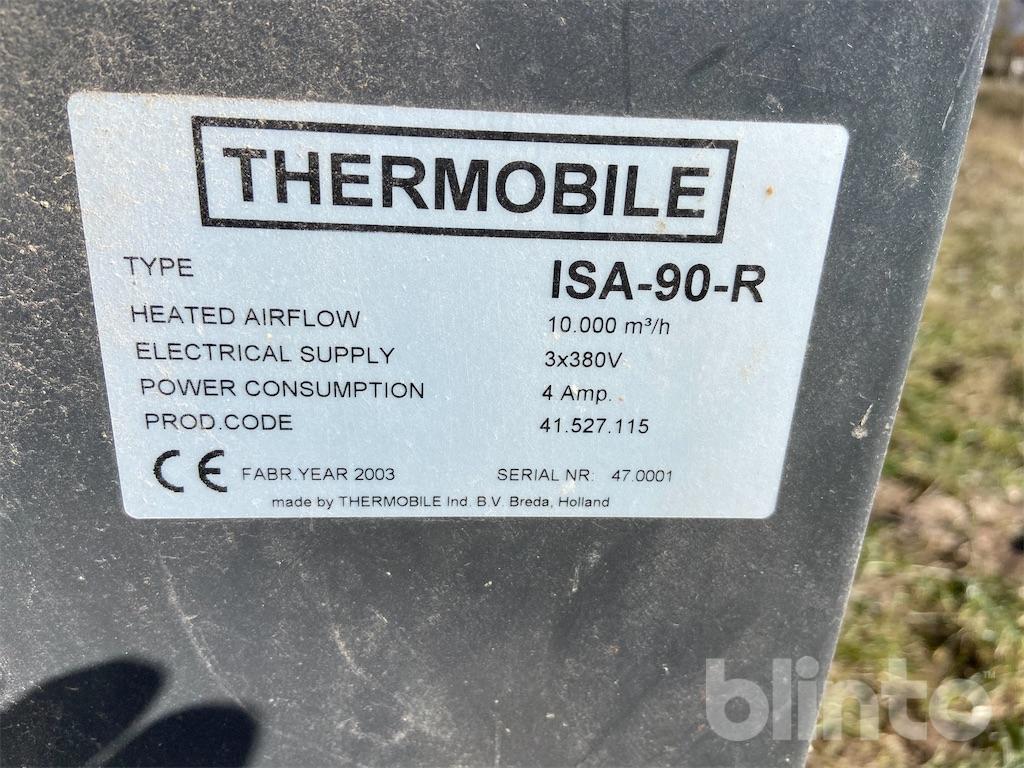 THERMOBILE
TYPE ISA-90-R
HEATED AIRFLOW 10.000 m³/h
ELECTRICAL SUPPLY 3x380V
POWER CONSUMPTION 4 Amp.
PROD.CODE 41.527.115
CE FABR.YEAR 2003 SERIAL NR: 47.0001
made by THERMOBILE Ind. B.V. Breda, Holland
blinto™